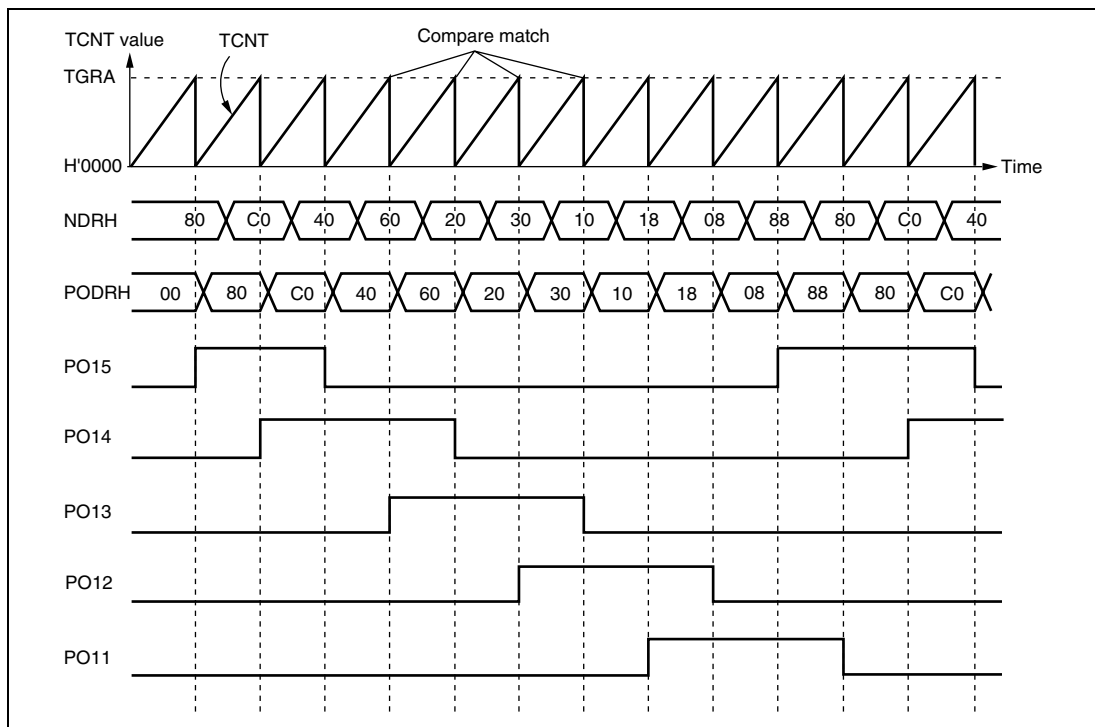 TCNT value
TCNT
Compare match
TGRA
H'0000
Time
NDRH 80 C0 40 60 20 30 10 18 08 88 80 C0 40
PODRH 00 80 C0 40 60 20 30 10 18 08 88 80 C0
PO15
PO14
PO13
PO12
PO11